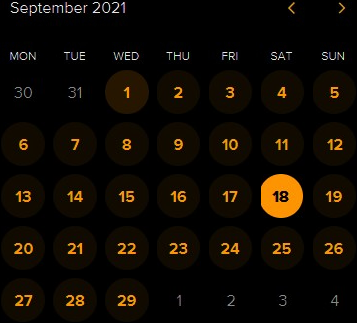 September 2021
MON TUE WED THU FRI SAT SUN
30 31 1 2 3 4 5
6 7 8 9 10 11 12
13 14 15 16 17 18 19
20 21 22 23 24 25 26
27 28 29 1 2 3 4